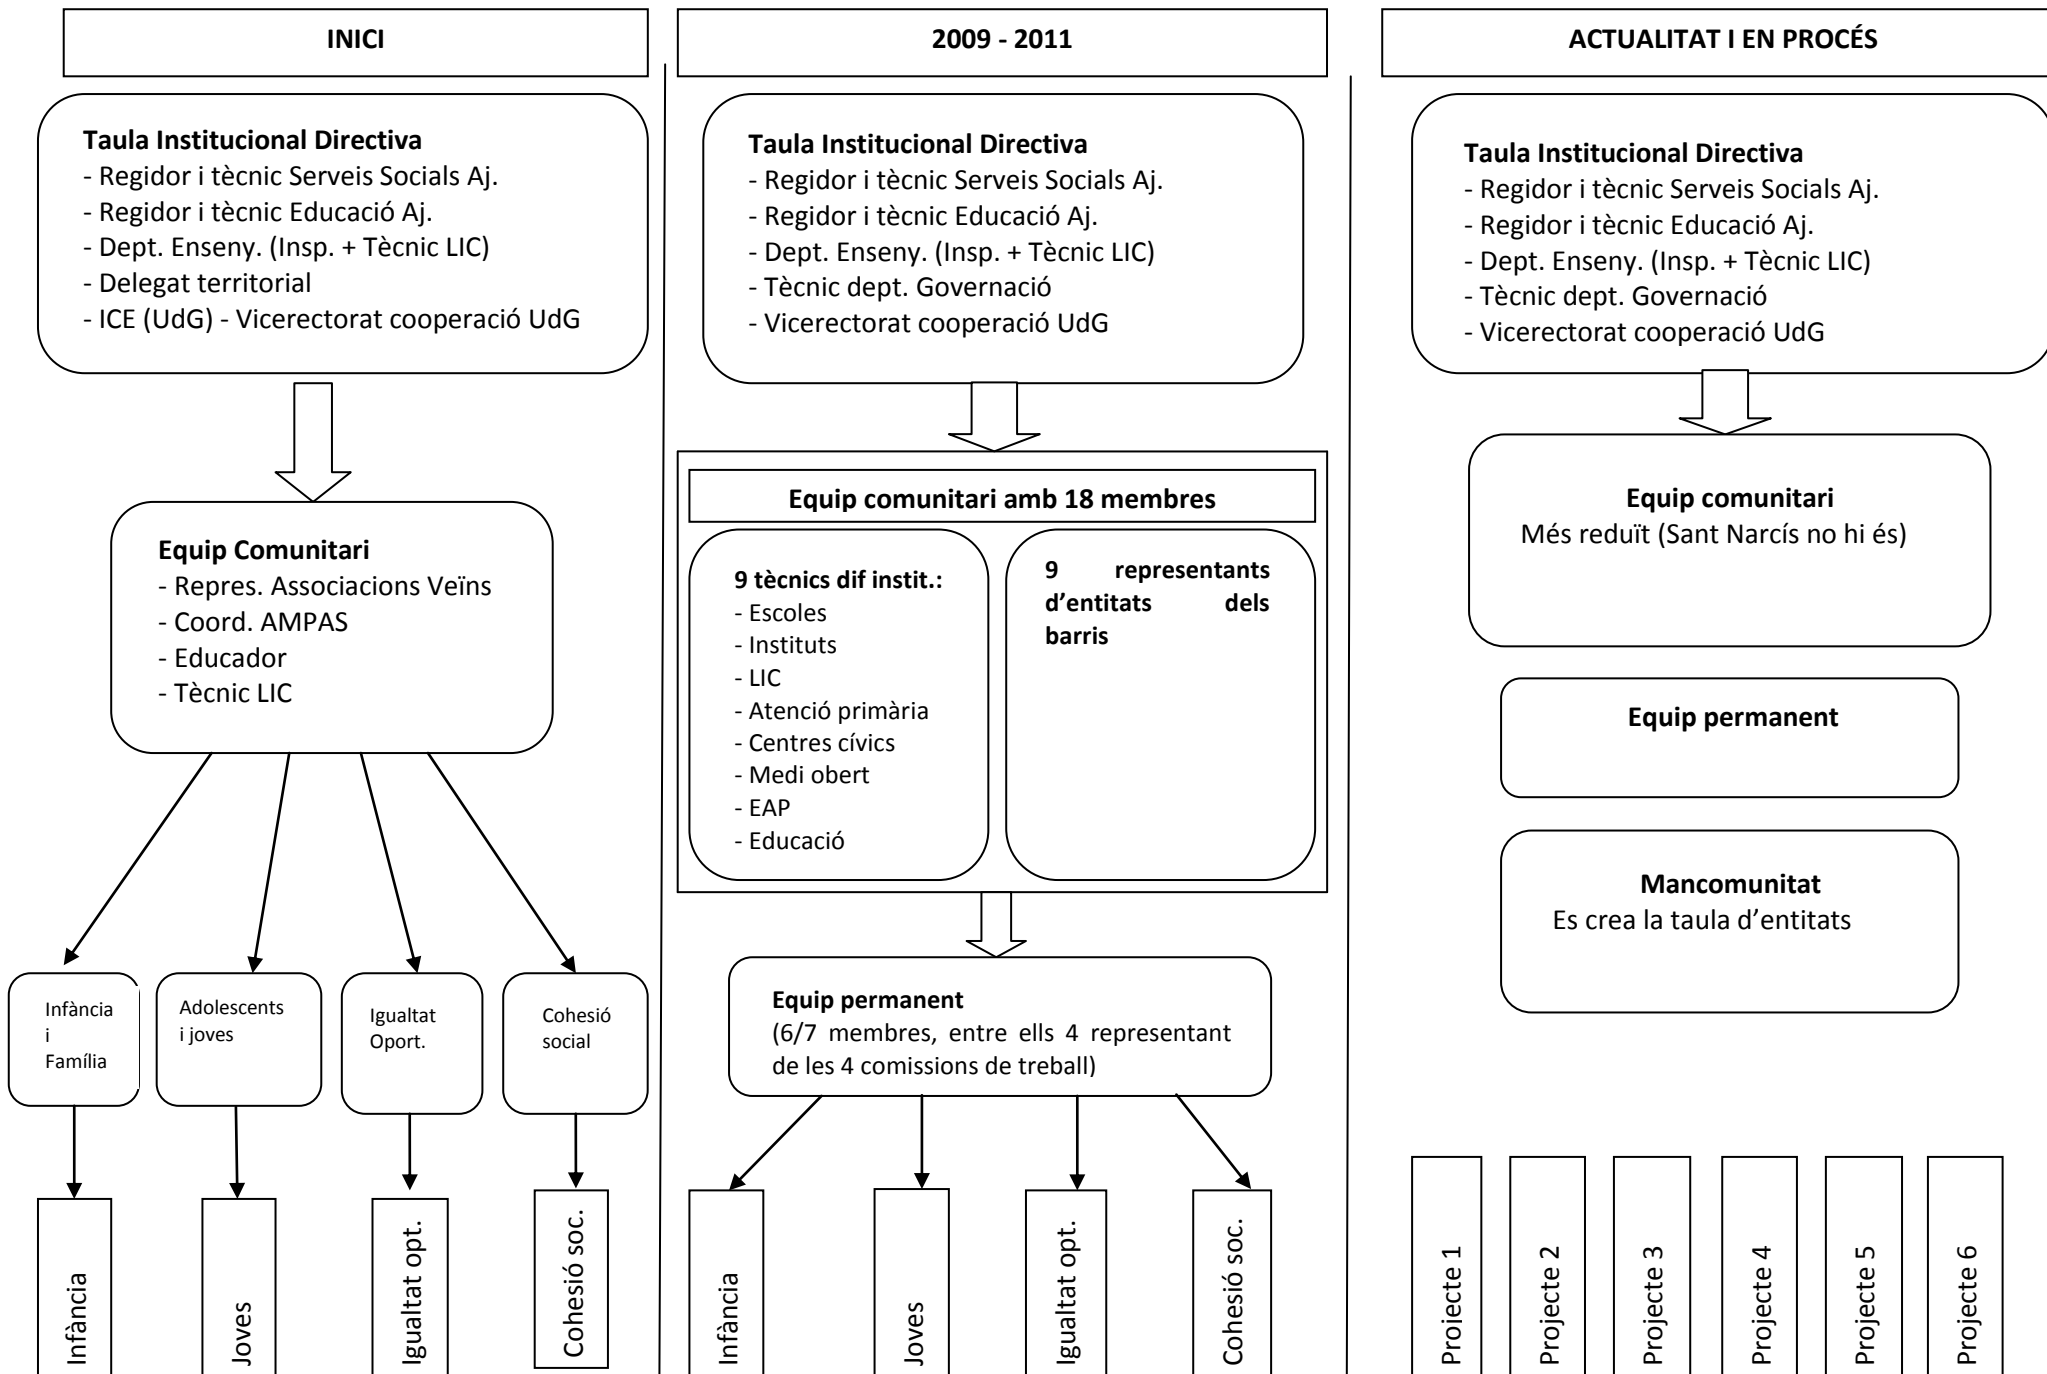 INICI
Taula Institucional Directiva
- Regidor i tècnic Serveis Socials Aj.
- Regidor i tècnic Educació Aj.
- Dept. Enseny. (Insp. + Tècnic LIC)
- Delegat territorial
- ICE (UdG) - Vicerectorat cooperació UdG
Equip Comunitari
- Repres. Associacions Veïns
- Coord. AMPAS
- Educador
- Tècnic LIC
Infància
i
Família
Adolescents
i joves
Igualtat
Oport.
Cohesió
social
Infància
Joves
Igualtat opt.
Cohesió soc.
2009 - 2011
Taula Institucional Directiva
- Regidor i tècnic Serveis Socials Aj.
- Regidor i tècnic Educació Aj.
- Dept. Enseny. (Insp. + Tècnic LIC)
- Tècnic dept. Governació
- Vicerectorat cooperació UdG
Equip comunitari amb 18 membres
9 tècnics dif instit.:
- Escoles
- Instituts
- LIC
- Atenció primària
- Centres cívics
- Medi obert
- EAP
- Educació
9 representants
d’entitats dels
barris
Equip permanent
(6/7 membres, entre ells 4 representant
de les 4 comissions de treball)
Infància
Joves
Igualtat opt.
Cohesió soc.
ACTUALITAT I EN PROCÉS
Taula Institucional Directiva
- Regidor i tècnic Serveis Socials Aj.
- Regidor i tècnic Educació Aj.
- Dept. Enseny. (Insp. + Tècnic LIC)
- Tècnic dept. Governació
- Vicerectorat cooperació UdG
Equip comunitari
Més reduït (Sant Narcís no hi és)
Equip permanent
Mancomunitat
Es crea la taula d’entitats
Projecte 1
Projecte 2
Projecte 3
Projecte 4
Projecte 5
Projecte 6